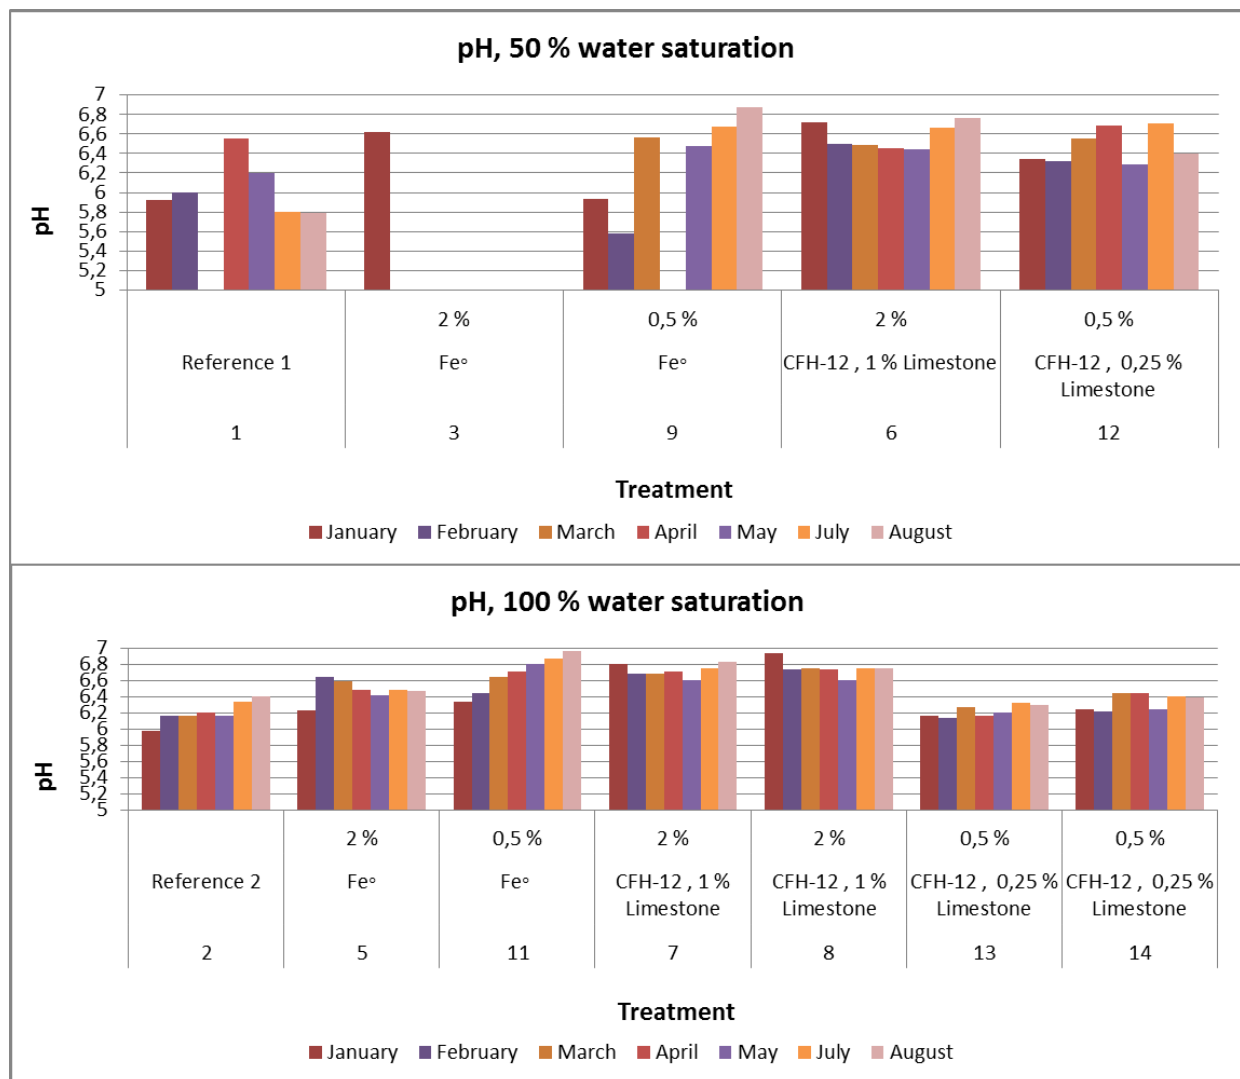 pH, 50 % water saturation
7
6,8
6,6
6,4
6,2
6
5,8
5,6
5,4
5,2
5
pH
2 % 0,5 % 2 % 0,5 %
Reference 1 Fe° Fe° CFH-12 , 1 % Limestone CFH-12 , 0,25 %
Limestone
1 3 9 6 12
Treatment
January February March April May July August
pH, 100 % water saturation
7
6,8
6,6
6,4
6,2
6
5,8
5,6
5,4
5,2
5
pH
2 % 0,5 % 2 % 2 % 0,5 % 0,5 %
Reference 2 Fe° Fe° CFH-12 , 1 % CFH-12 , 1 % CFH-12 , 0,25 % CFH-12 , 0,25 %
Limestone Limestone Limestone Limestone
2 5 11 7 8 13 14
Treatment
January February March April May July August